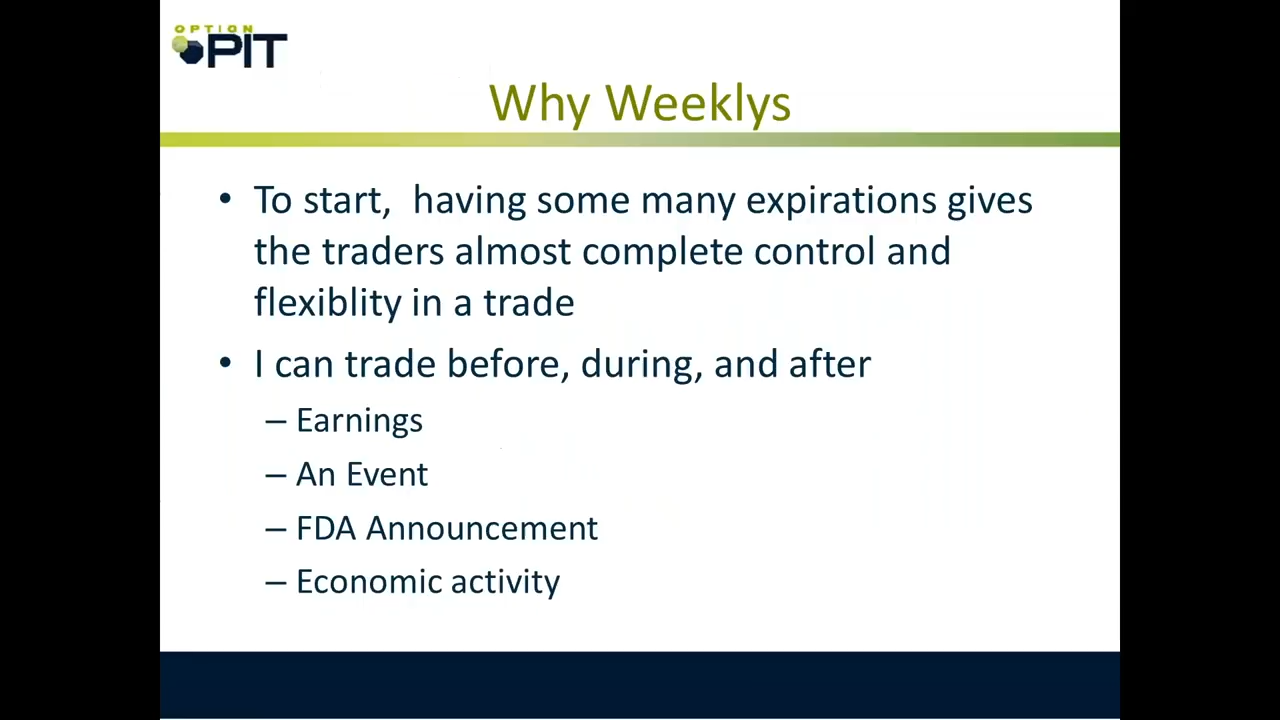 OPTION
PIT
Why Weeklys
• To start,  having some many expirations gives
the traders almost complete control and
flexiblity in a trade
• I can trade before, during, and after
– Earnings
– An Event
– FDA Announcement
– Economic activity